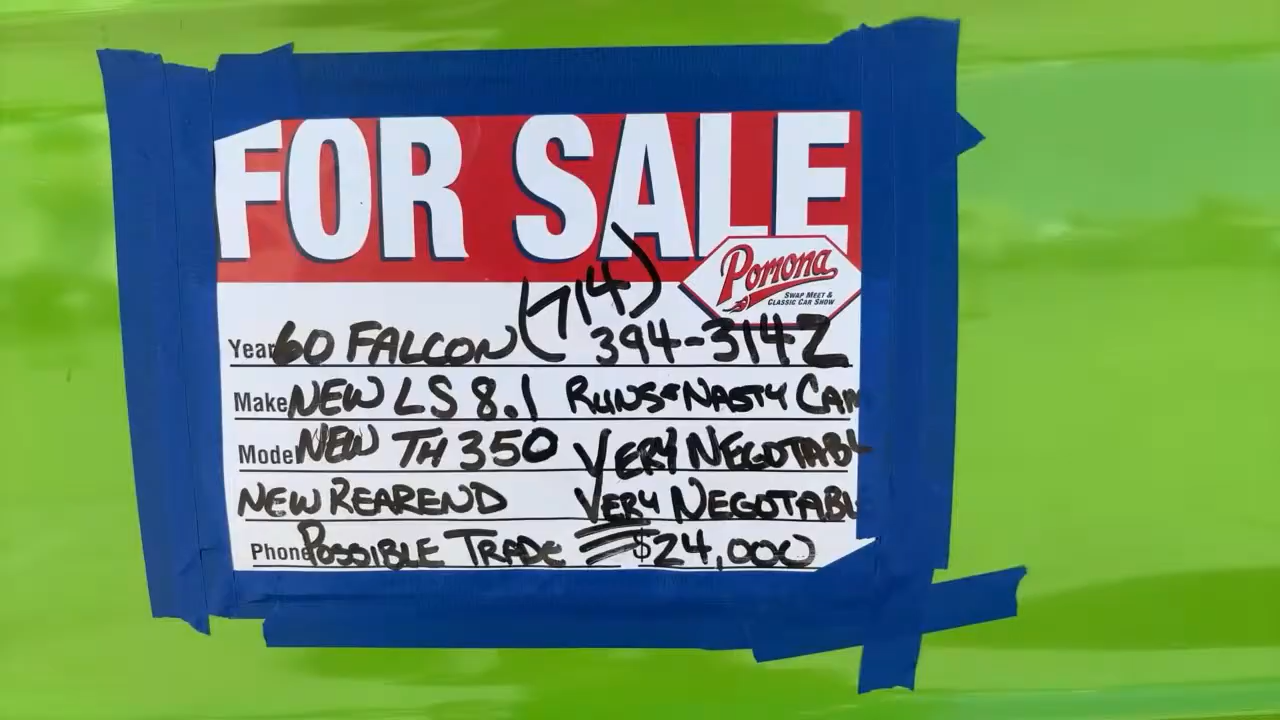 FOR SALE
Pomona
SWAP MEET &
CLASSIC CAR SHOW
(714)
Year 60 FALCON 394-3142
Make NEW LS 8.1 RUNS & NASTY CAM
Model NEW TH 350 VERY NEGOTABL
NEW REAREND VERY NEGOTABL
Phone POSSIBLE TRADE $24,000